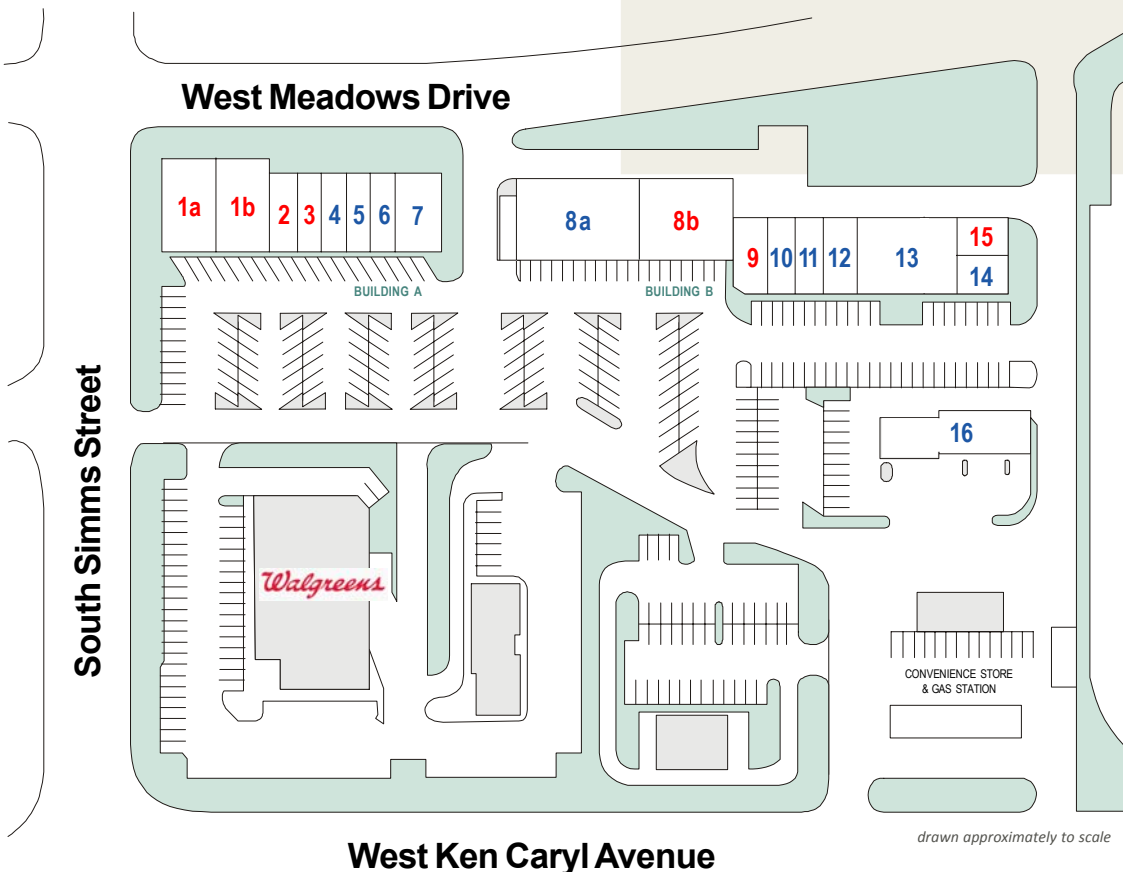 West Meadows Drive
1a
1b
2
3
4
5
6
7
8a
8b
9
10
11
12
13
15
14
BUILDING A
BUILDING B
South Simms Street
16
Walgreens
CONVENIENCE STORE
& GAS STATION
drawn approximately to scale
West Ken Caryl Avenue